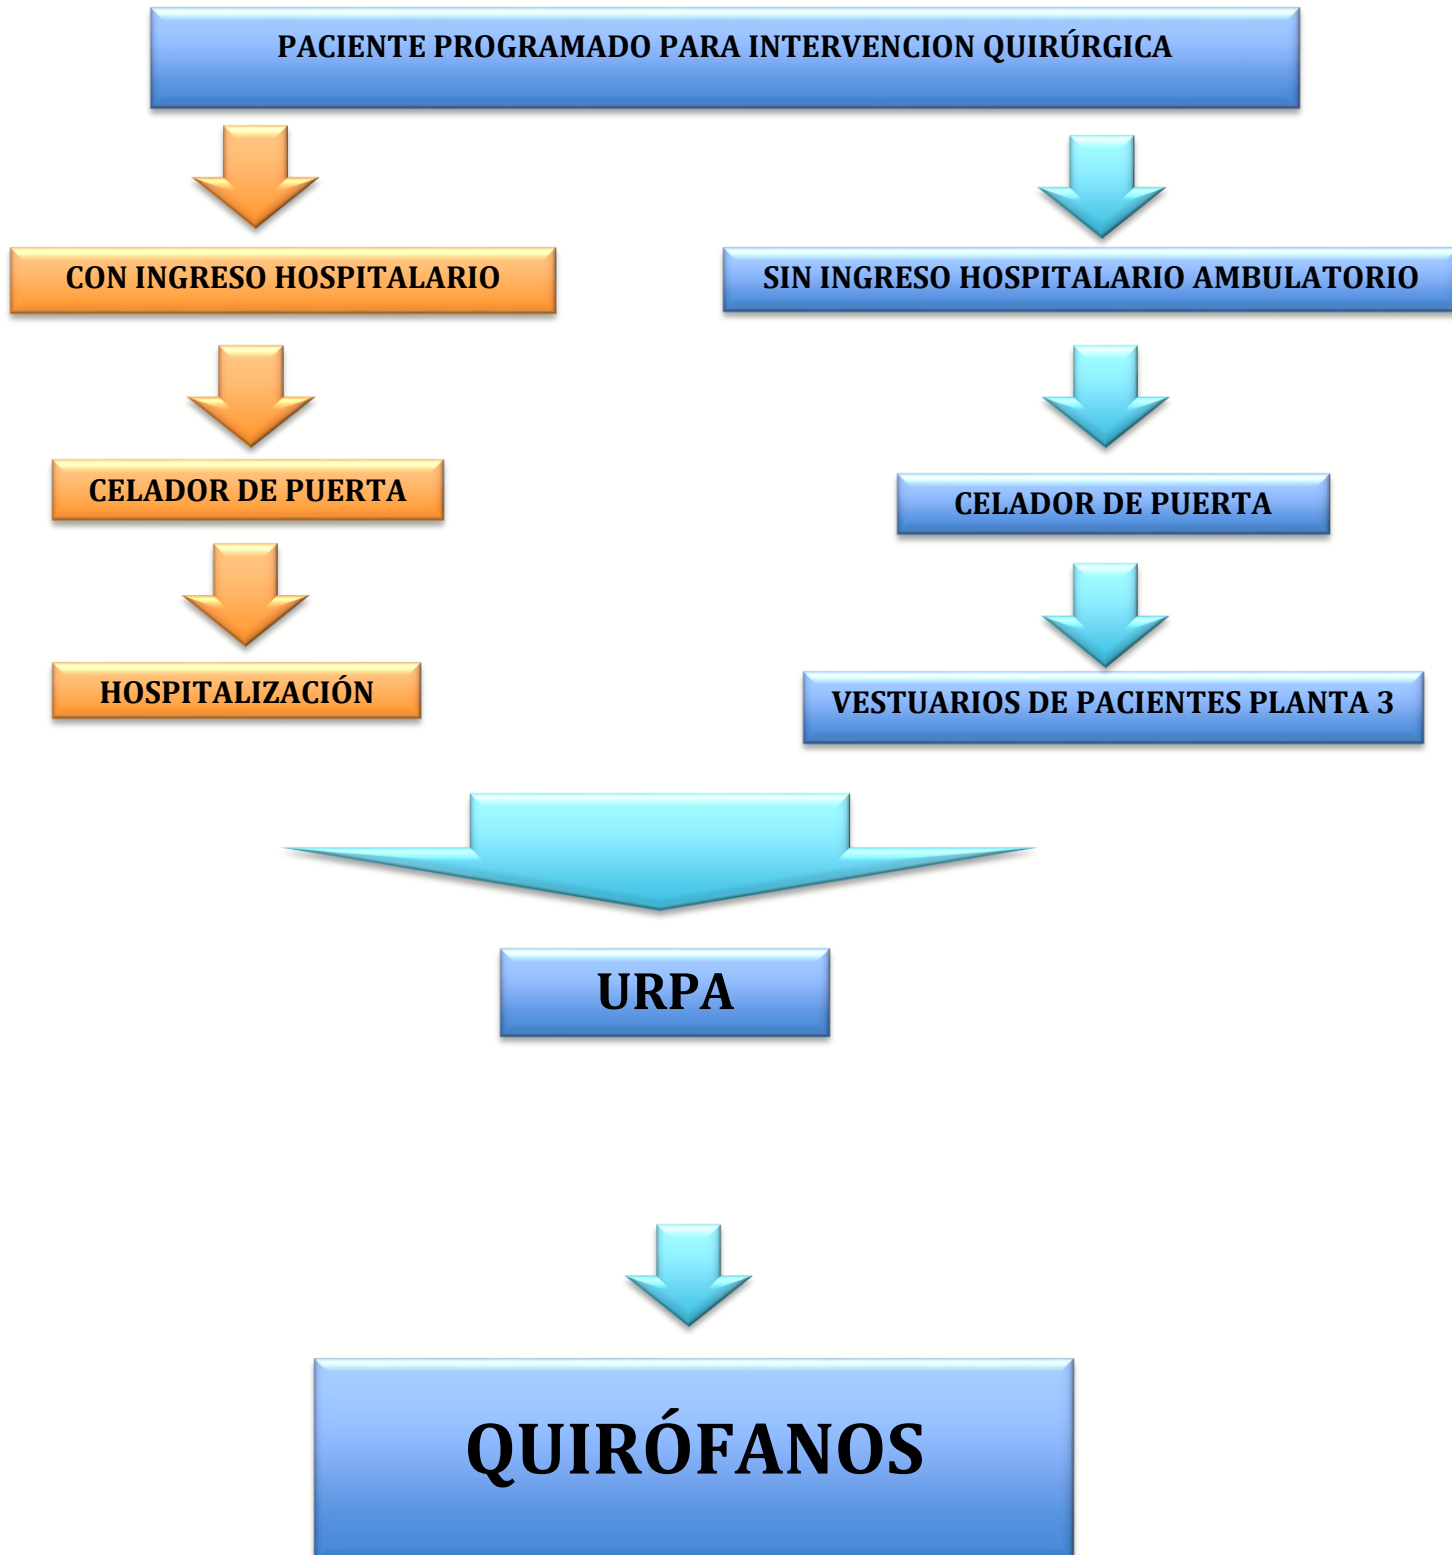 PACIENTE PROGRAMADO PARA INTERVENCION QUIRÚRGICA
CON INGRESO HOSPITALARIO
SIN INGRESO HOSPITALARIO AMBULATORIO
CELADOR DE PUERTA
CELADOR DE PUERTA
HOSPITALIZACIÓN
VESTUARIOS DE PACIENTES PLANTA 3
URPA
QUIRÓFANOS